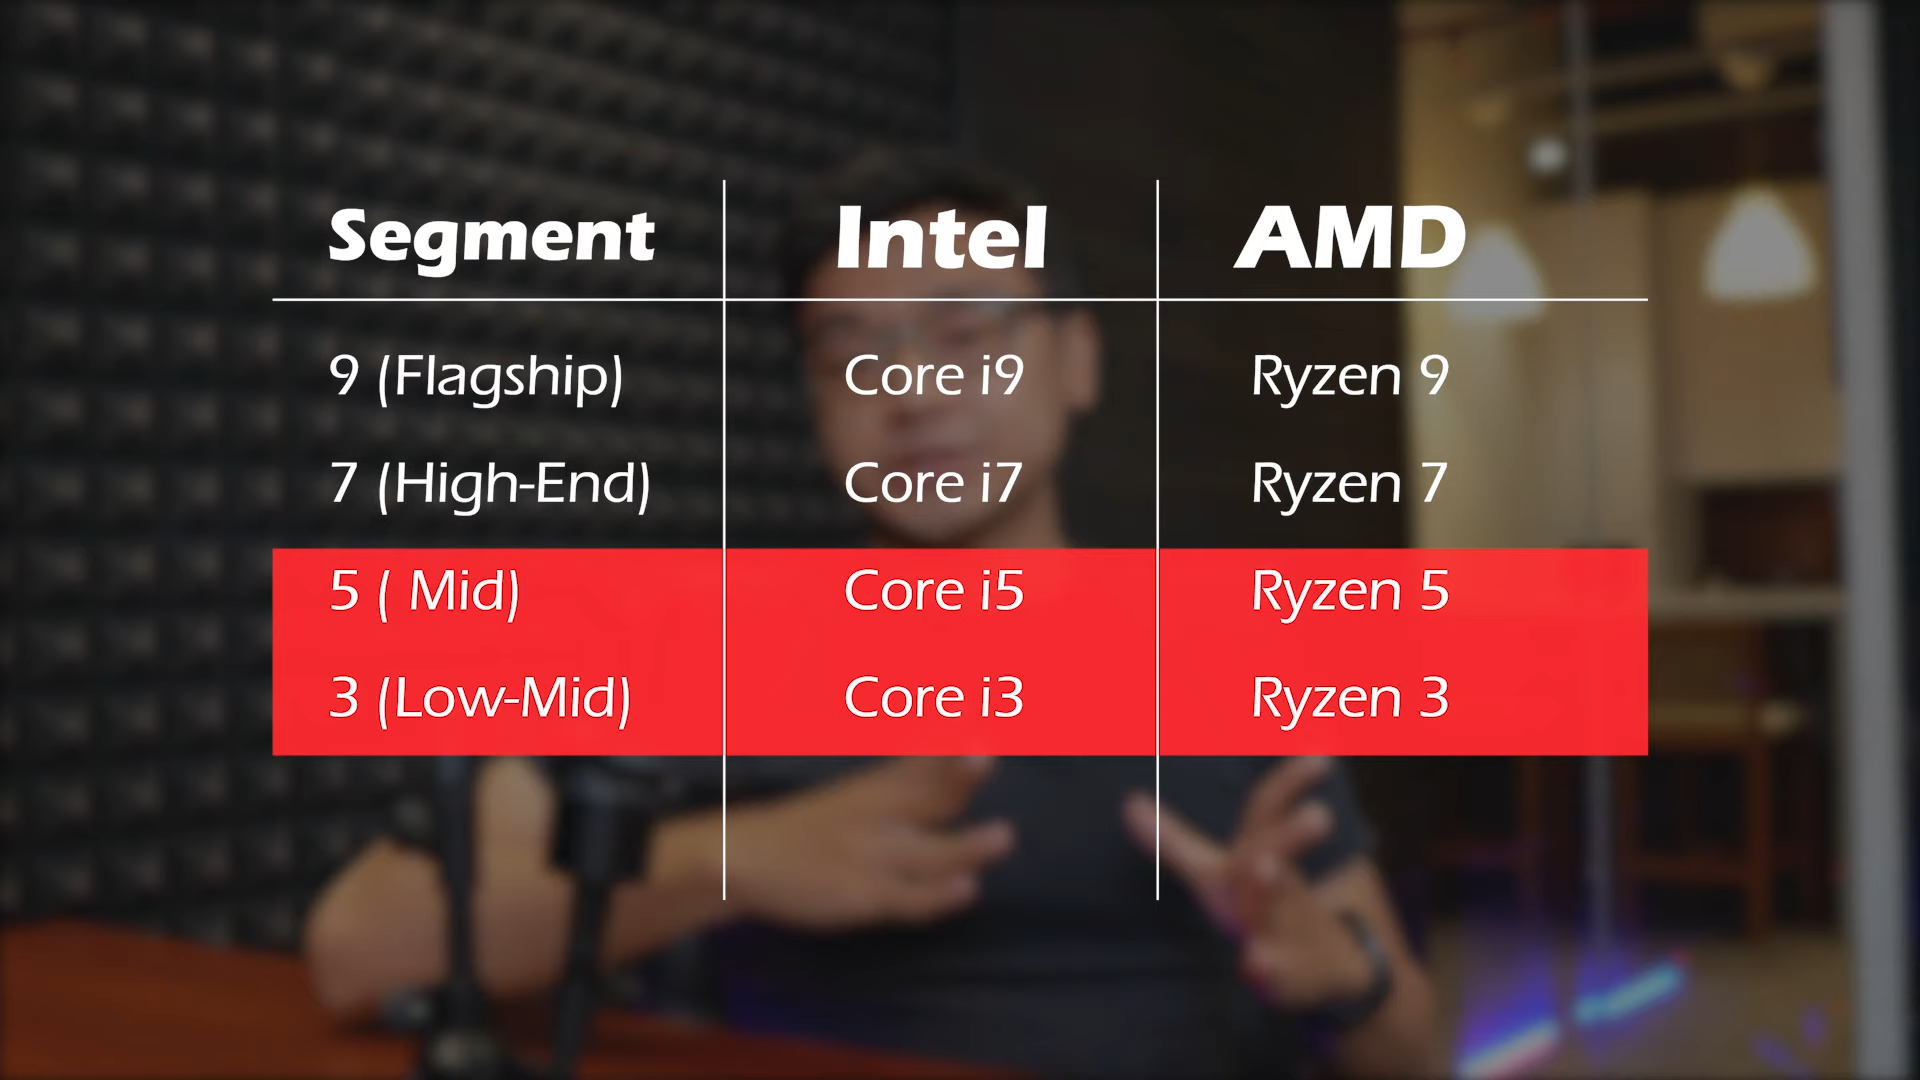 Segment Intel AMD
9 (Flagship) Core i9 Ryzen 9
7 (High-End) Core i7 Ryzen 7
5 ( Mid) Core i5 Ryzen 5
3 (Low-Mid) Core i3 Ryzen 3